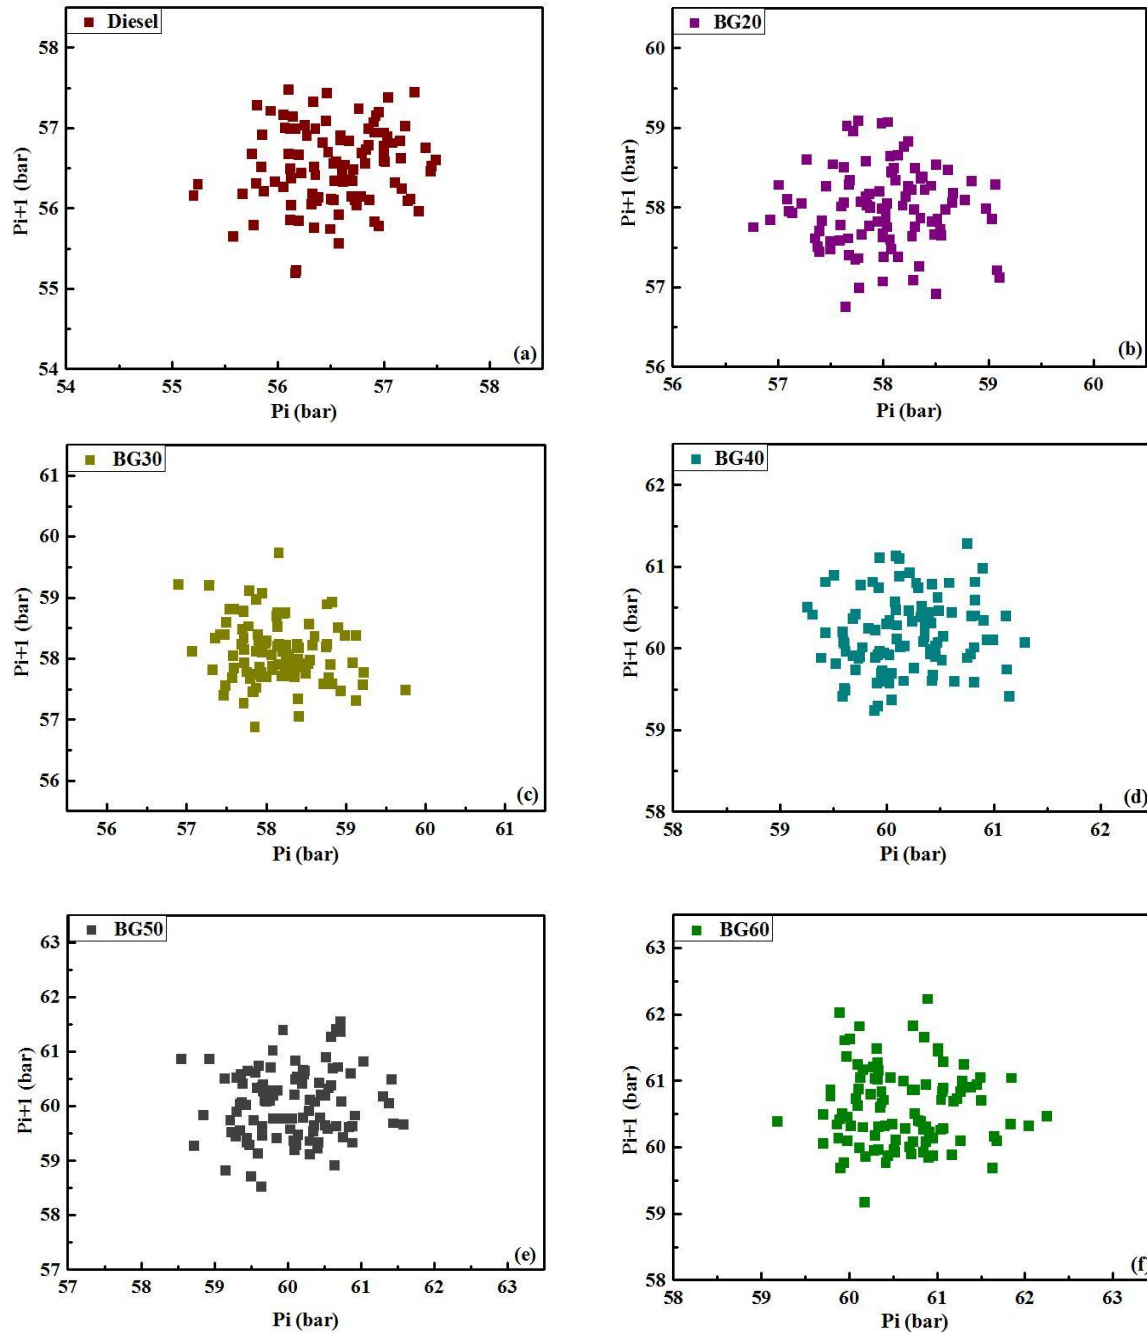 Diesel
58
57
56
55
54
Pi+1 (bar)
(a)
54 55 56 57 58
Pi (bar)
BG20
60
59
58
57
56
Pi+1 (bar)
(b)
56 57 58 59 60
Pi (bar)
BG30
61
60
59
58
57
56
Pi+1 (bar)
(c)
56 57 58 59 60 61
Pi (bar)
BG40
62
61
60
59
58
Pi+1 (bar)
(d)
58 59 60 61 62
Pi (bar)
BG50
63
62
61
60
59
58
57
Pi+1 (bar)
(e)
57 58 59 60 61 62 63
Pi (bar)
BG60
63
62
61
60
59
58
Pi+1 (bar)
(f)
58 59 60 61 62 63
Pi (bar)